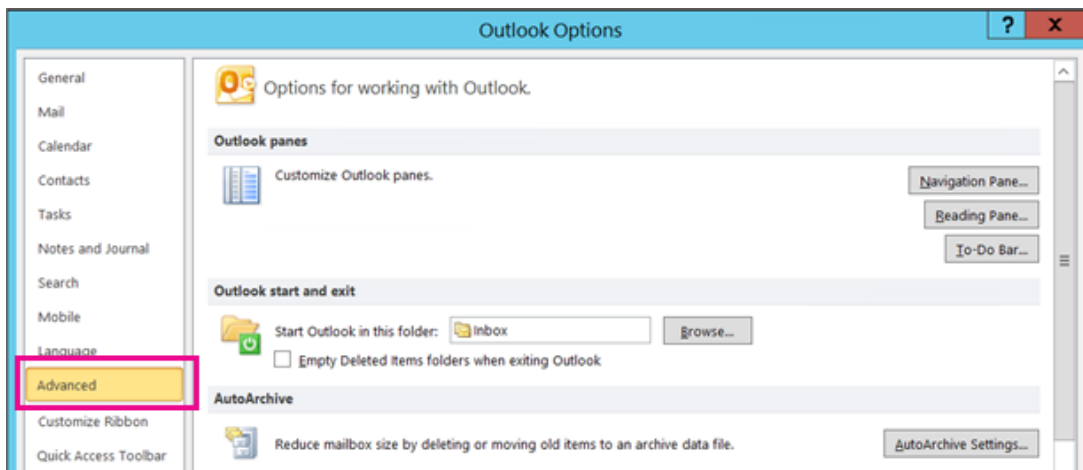 Outlook Options
?
x
General
Mail
Calendar
Contacts
Tasks
Notes and Journal
Search
Mobile
Language
Advanced
Customize Ribbon
Quick Access Toolbar
Options for working with Outlook.
Outlook panes
Customize Outlook panes.
Navigation Pane...
Reading Pane...
To-Do Bar...
Outlook start and exit
Start Outlook in this folder: Inbox Browse...
Empty Deleted Items folders when exiting Outlook
AutoArchive
Reduce mailbox size by deleting or moving old items to an archive data file. AutoArchive Settings...